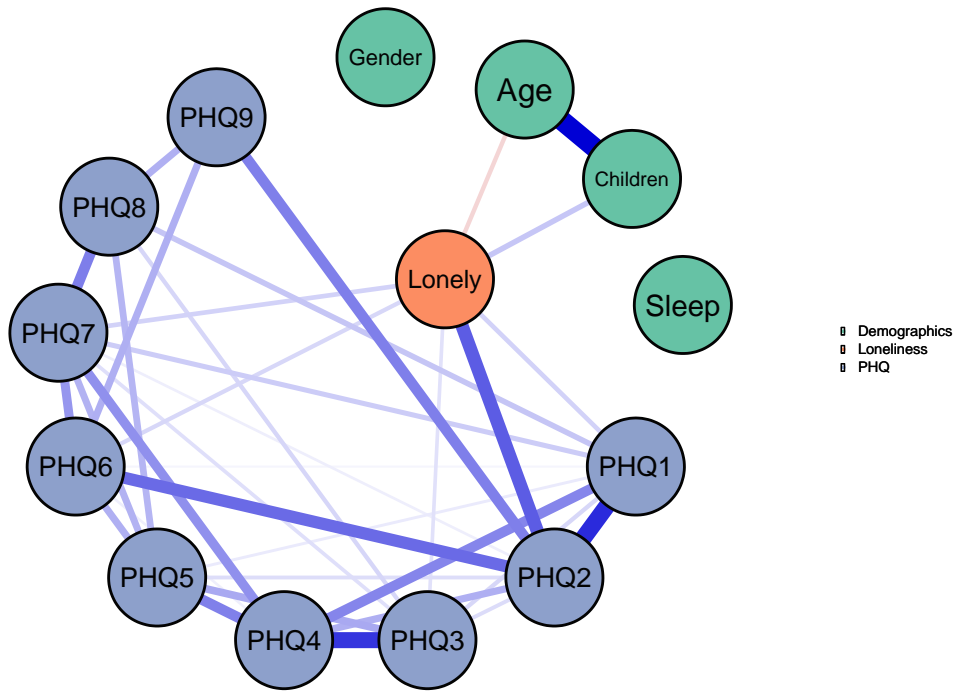 Gender
Age
PHQ9
Children
PHQ8
Lonely
Sleep
PHQ7
Demographics
Loneliness
PHQ
PHQ6
PHQ1
PHQ5
PHQ2
PHQ4
PHQ3